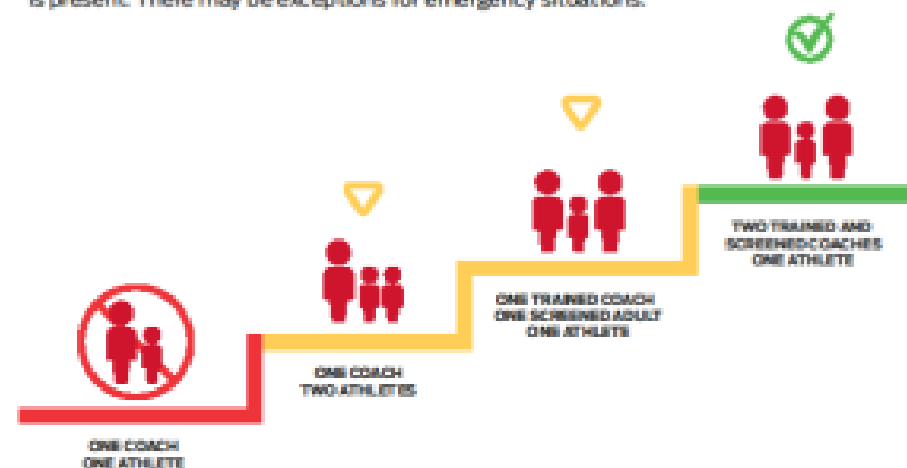 is present. There may be exceptions for emergency situations.
TWO TRAINED AND
SCREENED COACHES
ONE ATHLETE
ONE TRAINED COACH
ONE SCREENED ADULT
ONE ATHLETE
ONE COACH
TWO ATHLETES
ONE COACH
ONE ATHLETE